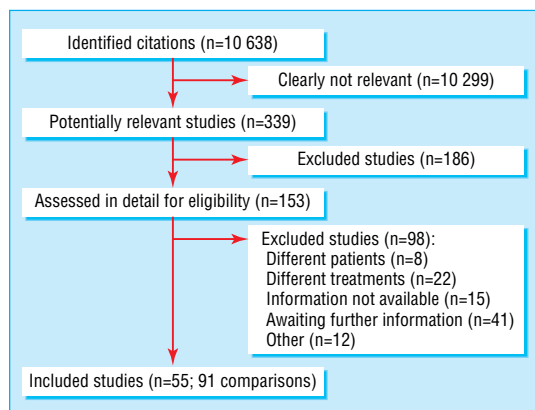 Identified citations (n=10 638)
Clearly not relevant (n=10 299)
Potentially relevant studies (n=339)
Excluded studies (n=186)
Assessed in detail for eligibility (n=153)
Excluded studies (n=98):
Different patients (n=8)
Different treatments (n=22)
Information not available (n=15)
Awaiting further information (n=41)
Other (n=12)
Included studies (n=55; 91 comparisons)